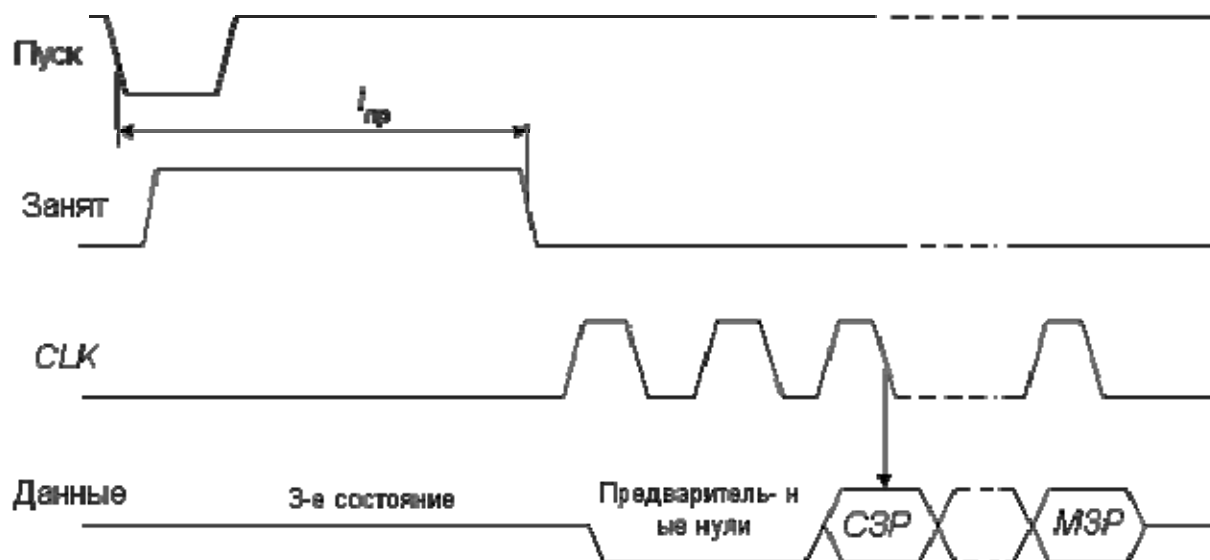 Пуск
tпр
Занят
CLK
Данные
3-е состояние
Предваритель- н
ые нули
СЗР
МЗР